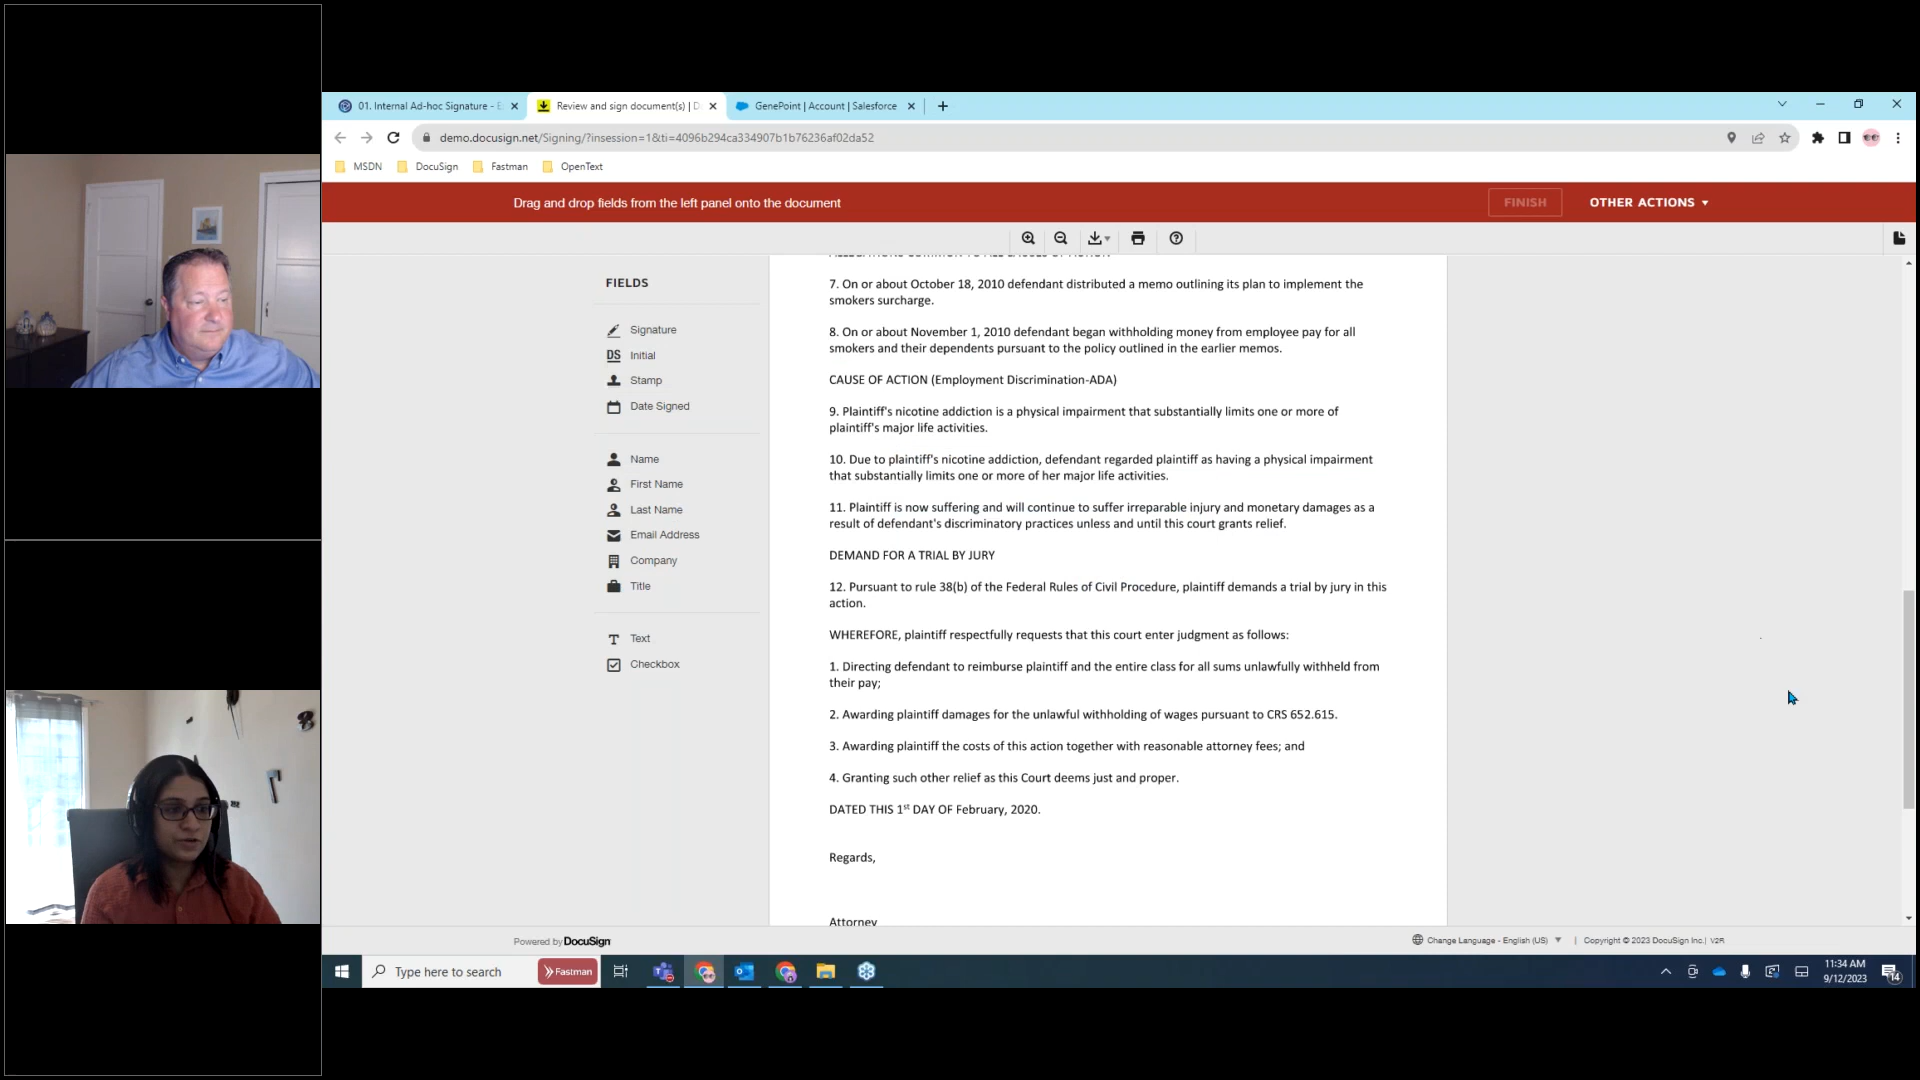 01. Internal Ad-hoc Signature - E
Review and sign document(s) | D
GenePoint | Account | Salesforce
demo.docusign.net/Signing/?insession=1&ti=4096b294ca334907b1b76236af02da52
MSDN
DocuSign
Fastman
OpenText
Drag and drop fields from the left panel onto the document
FINISH
OTHER ACTIONS
FIELDS
Signature
DS Initial
Stamp
Date Signed
Name
First Name
Last Name
Email Address
Company
Title
Text
Checkbox
7. On or about October 18, 2010 defendant distributed a memo outlining its plan to implement the
smokers surcharge.
8. On or about November 1, 2010 defendant began withholding money from employee pay for all
smokers and their dependents pursuant to the policy outlined in the earlier memos.
CAUSE OF ACTION (Employment Discrimination-ADA)
9. Plaintiff's nicotine addiction is a physical impairment that substantially limits one or more of
plaintiff's major life activities.
10. Due to plaintiff's nicotine addiction, defendant regarded plaintiff as having a physical impairment
that substantially limits one or more of her major life activities.
11. Plaintiff is now suffering and will continue to suffer irreparable injury and monetary damages as a
result of defendant's discriminatory practices unless and until this court grants relief.
DEMAND FOR A TRIAL BY JURY
12. Pursuant to rule 38(b) of the Federal Rules of Civil Procedure, plaintiff demands a trial by jury in this
action.
WHEREFORE, plaintiff respectfully requests that this court enter judgment as follows:
1. Directing defendant to reimburse plaintiff and the entire class for all sums unlawfully withheld from
their pay;
2. Awarding plaintiff damages for the unlawful withholding of wages pursuant to CRS 652.615.
3. Awarding plaintiff the costs of this action together with reasonable attorney fees; and
4. Granting such other relief as this Court deems just and proper.
DATED THIS 1st DAY OF February, 2020.
Regards,
Attorney
Powered by DocuSign
Change Language - English (US)
| Copyright © 2023 DocuSign Inc. | V2R
Type here to search
Fastman
11:34 AM
9/12/2023
14